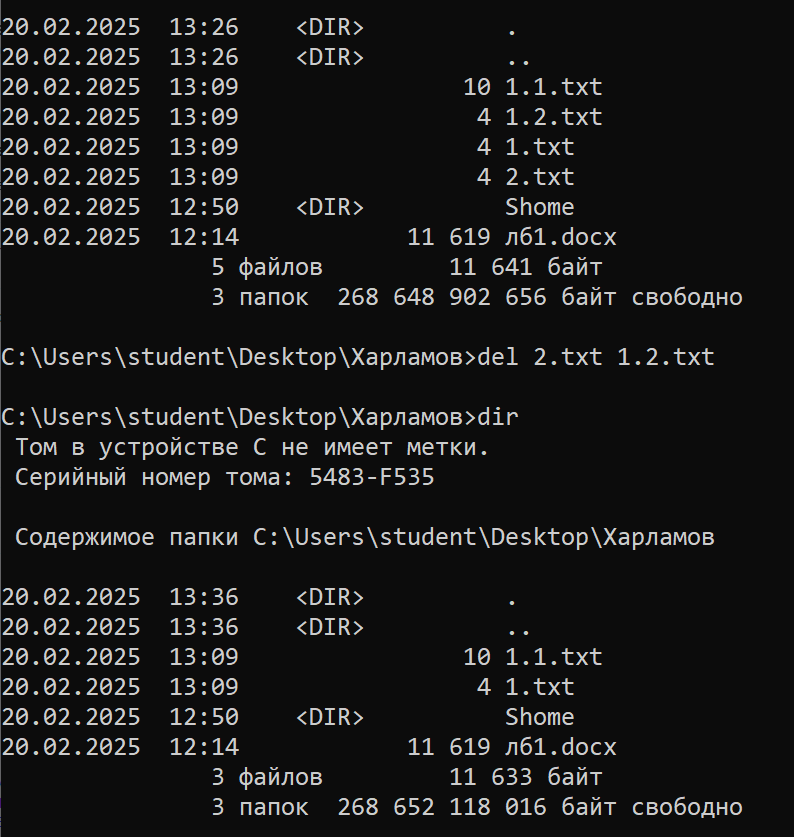 20.02.2025  13:26    <DIR>          .
20.02.2025  13:26    <DIR>          ..
20.02.2025  13:09                10 1.1.txt
20.02.2025  13:09                 4 1.2.txt
20.02.2025  13:09                 4 1.txt
20.02.2025  13:09                 4 2.txt
20.02.2025  12:50    <DIR>          Shome
20.02.2025  12:14            11 619 лб1.docx
               5 файлов         11 641 байт
               3 папок  268 648 902 656 байт свободно
C:\Users\student\Desktop\Харламов>del 2.txt 1.2.txt
C:\Users\student\Desktop\Харламов>dir
 Том в устройстве C не имеет метки.
 Серийный номер тома: 5483-F535
 Содержимое папки C:\Users\student\Desktop\Харламов
20.02.2025  13:36    <DIR>          .
20.02.2025  13:36    <DIR>          ..
20.02.2025  13:09                10 1.1.txt
20.02.2025  13:09                 4 1.txt
20.02.2025  12:50    <DIR>          Shome
20.02.2025  12:14            11 619 лб1.docx
               3 файлов         11 633 байт
               3 папок  268 652 118 016 байт свободно